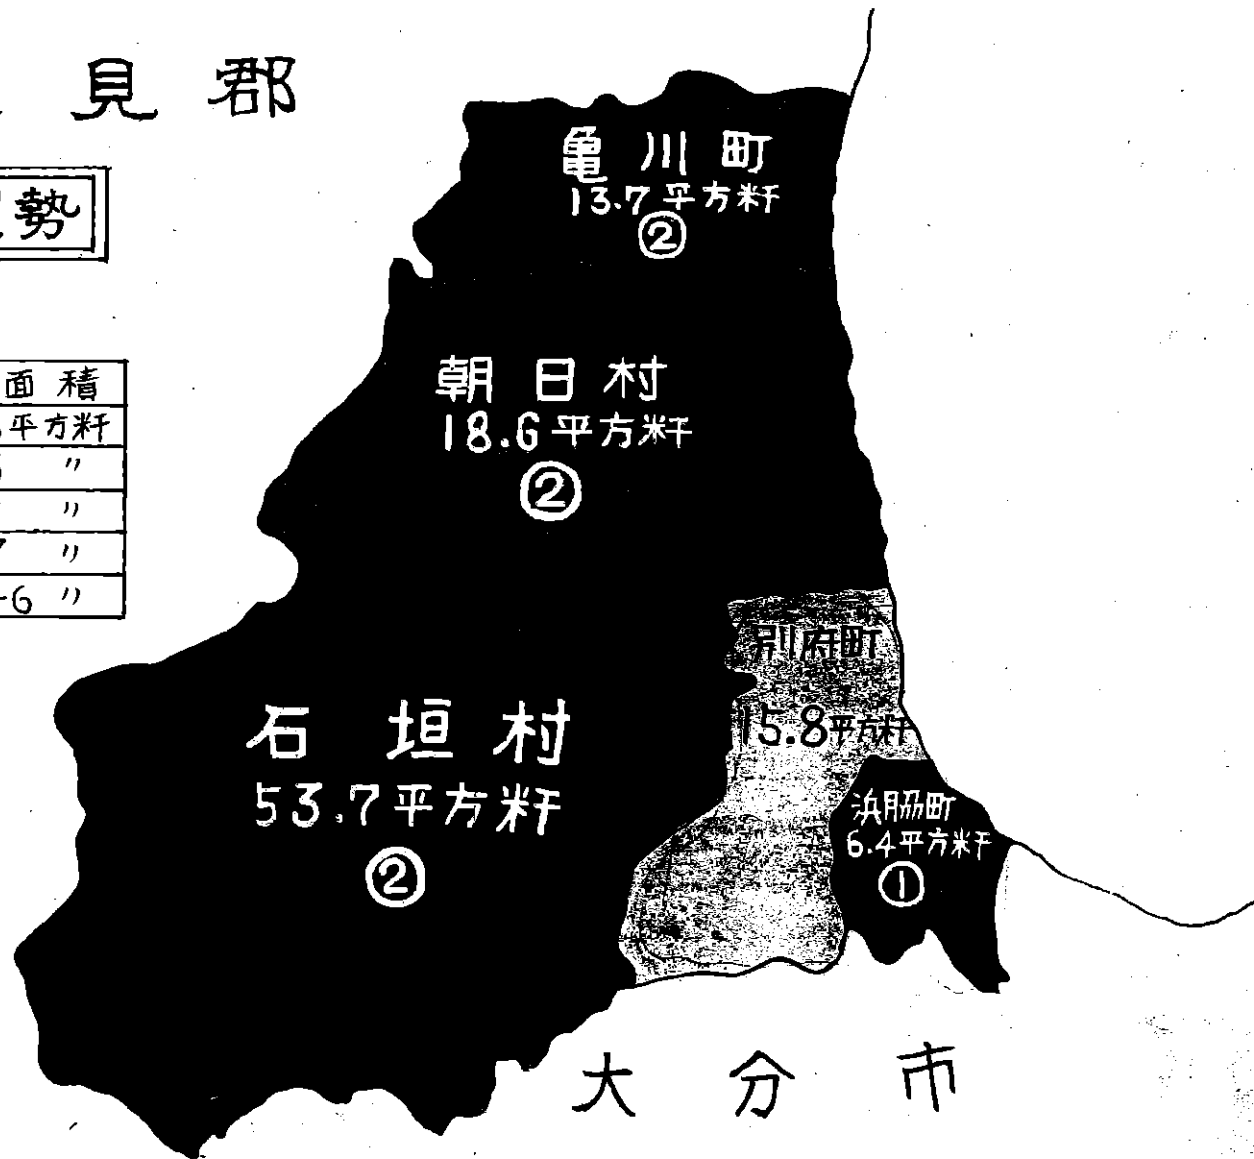 見郡
勢
面積
平方粁
〃
〃
7 〃
6 〃
亀川町
13.7平方粁
②
朝日村
18.6平方粁
②
石垣村
53.7平方粁
②
別府町
15.8平方粁
浜脇町
6.4平方粁
①
大分市